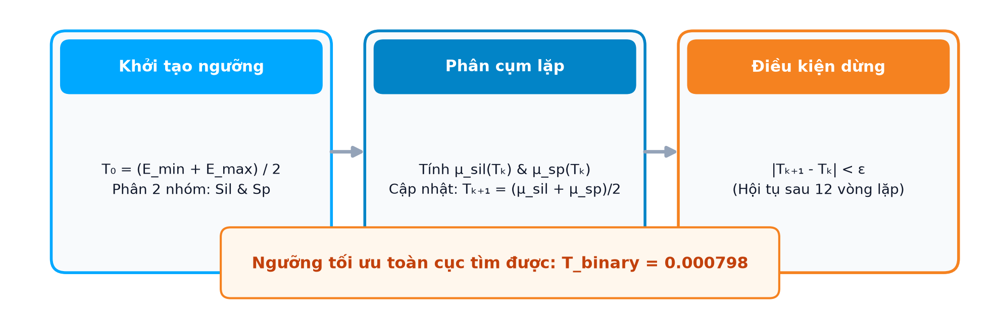 Khởi tạo ngưỡng
T₀ = (E_min + E_max) / 2
Phân 2 nhóm: Sil & Sp
Phân cụm lặp
Tính μ_sil(Tₖ) & μ_sp(Tₖ)
Cập nhật: Tₖ₊₁ = (μ_sil + μ_sp)/2
Điều kiện dừng
|Tₖ₊₁ - Tₖ| < ε
(Hội tụ sau 12 vòng lặp)
Ngưỡng tối ưu toàn cục tìm được: T_binary = 0.000798